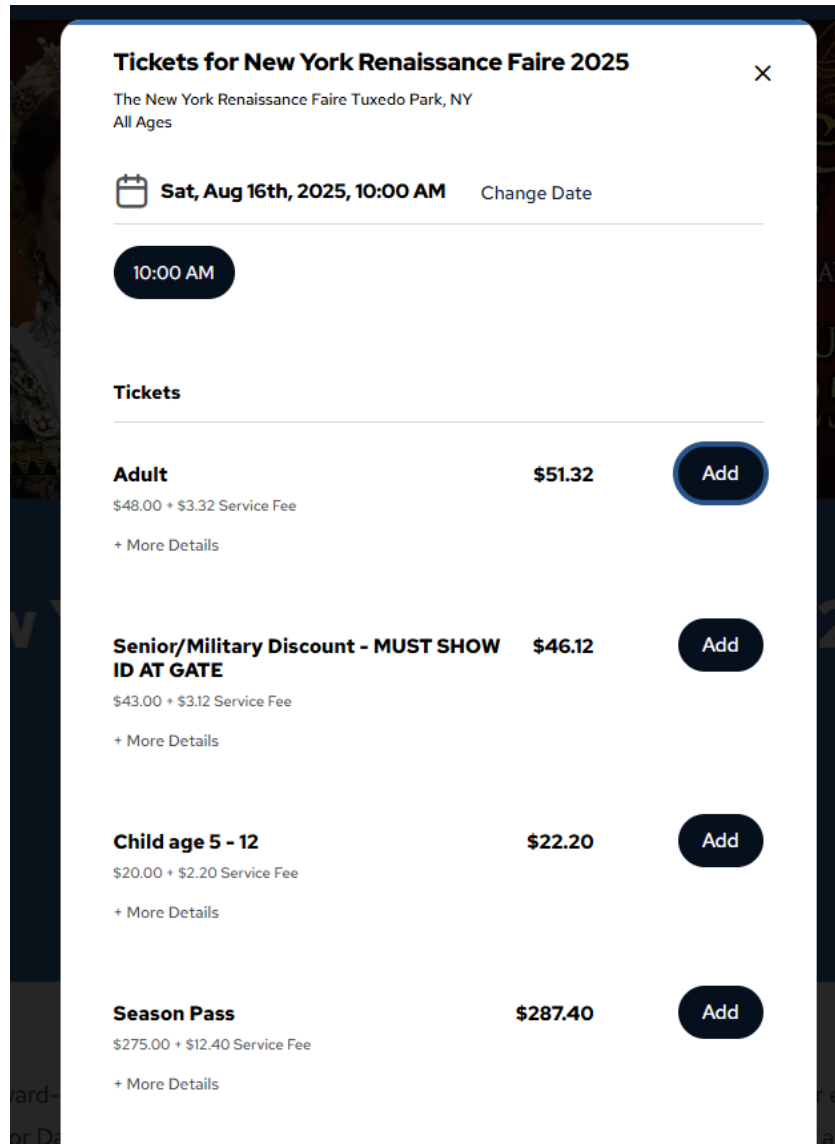 Tickets for New York Renaissance Faire 2025
The New York Renaissance Faire Tuxedo Park, NY
All Ages
Sat, Aug 16th, 2025, 10:00 AM Change Date
10:00 AM
Tickets
Adult $51.32 Add
$48.00 + $3.32 Service Fee
+ More Details
Senior/Military Discount - MUST SHOW $46.12 Add
ID AT GATE
$43.00 + $3.12 Service Fee
+ More Details
Child age 5 - 12 $22.20 Add
$20.00 + $2.20 Service Fee
+ More Details
Season Pass $287.40 Add
$275.00 + $12.40 Service Fee
+ More Details